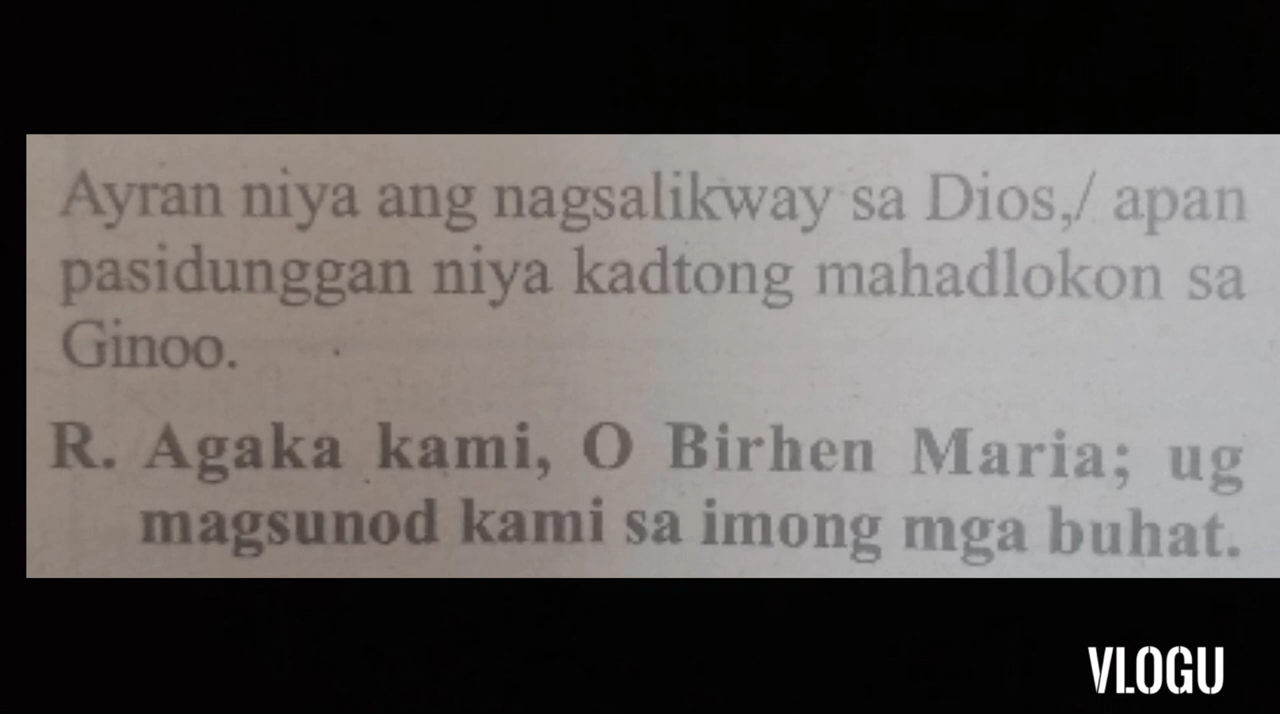 Ayran niya ang nagsalikway sa Dios,/ apan
pasidunggan niya kadtong mahadlokon sa
Ginoo.
R. Agaka kami, O Birhen Maria; ug
magsunod kami sa imong mga buhat.
VLOGU